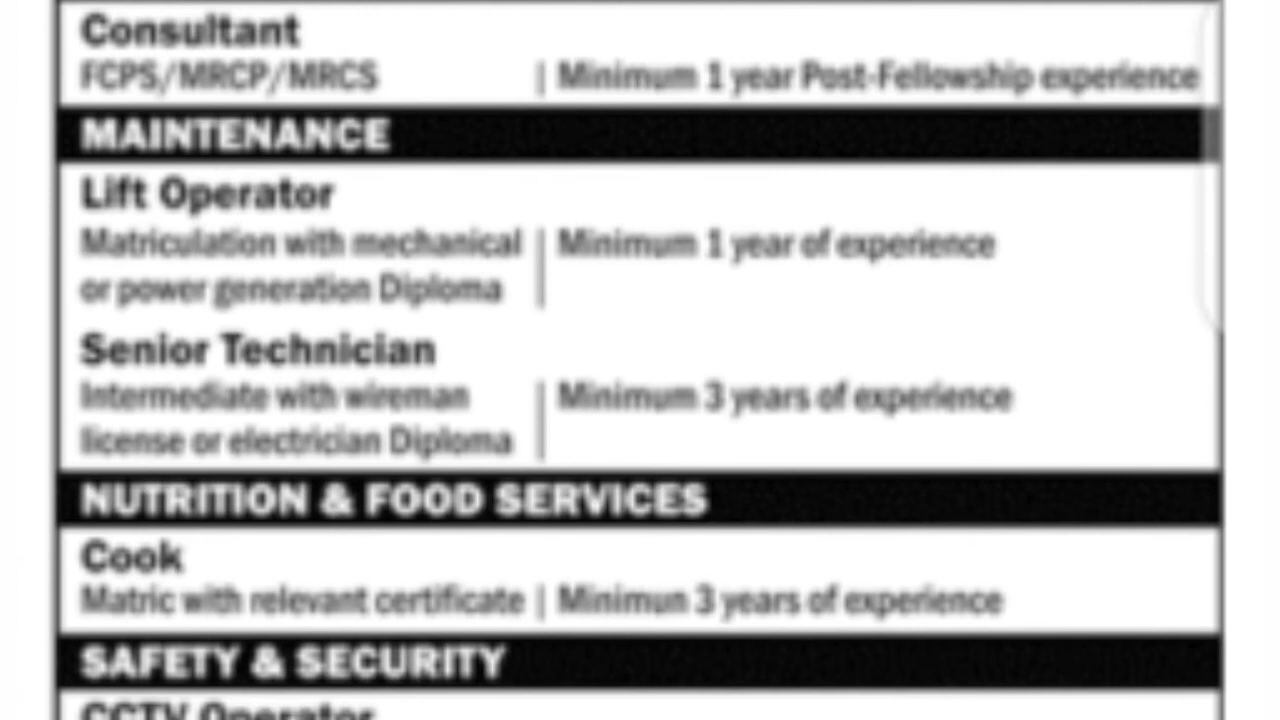 Consultant
FCPS/MRCP/MRCS | Minimum 1 year Post-Fellowship experience
MAINTENANCE
Lift Operator
Matriculation with mechanical | Minimum 1 year of experience
or power generation Diploma
Senior Technician
Intermediate with wireman | Minimum 3 years of experience
license or electrician Diploma
NUTRITION & FOOD SERVICES
Cook
Matric with relevant certificate | Minimun 3 years of experience
SAFETY & SECURITY
CCTV Operator